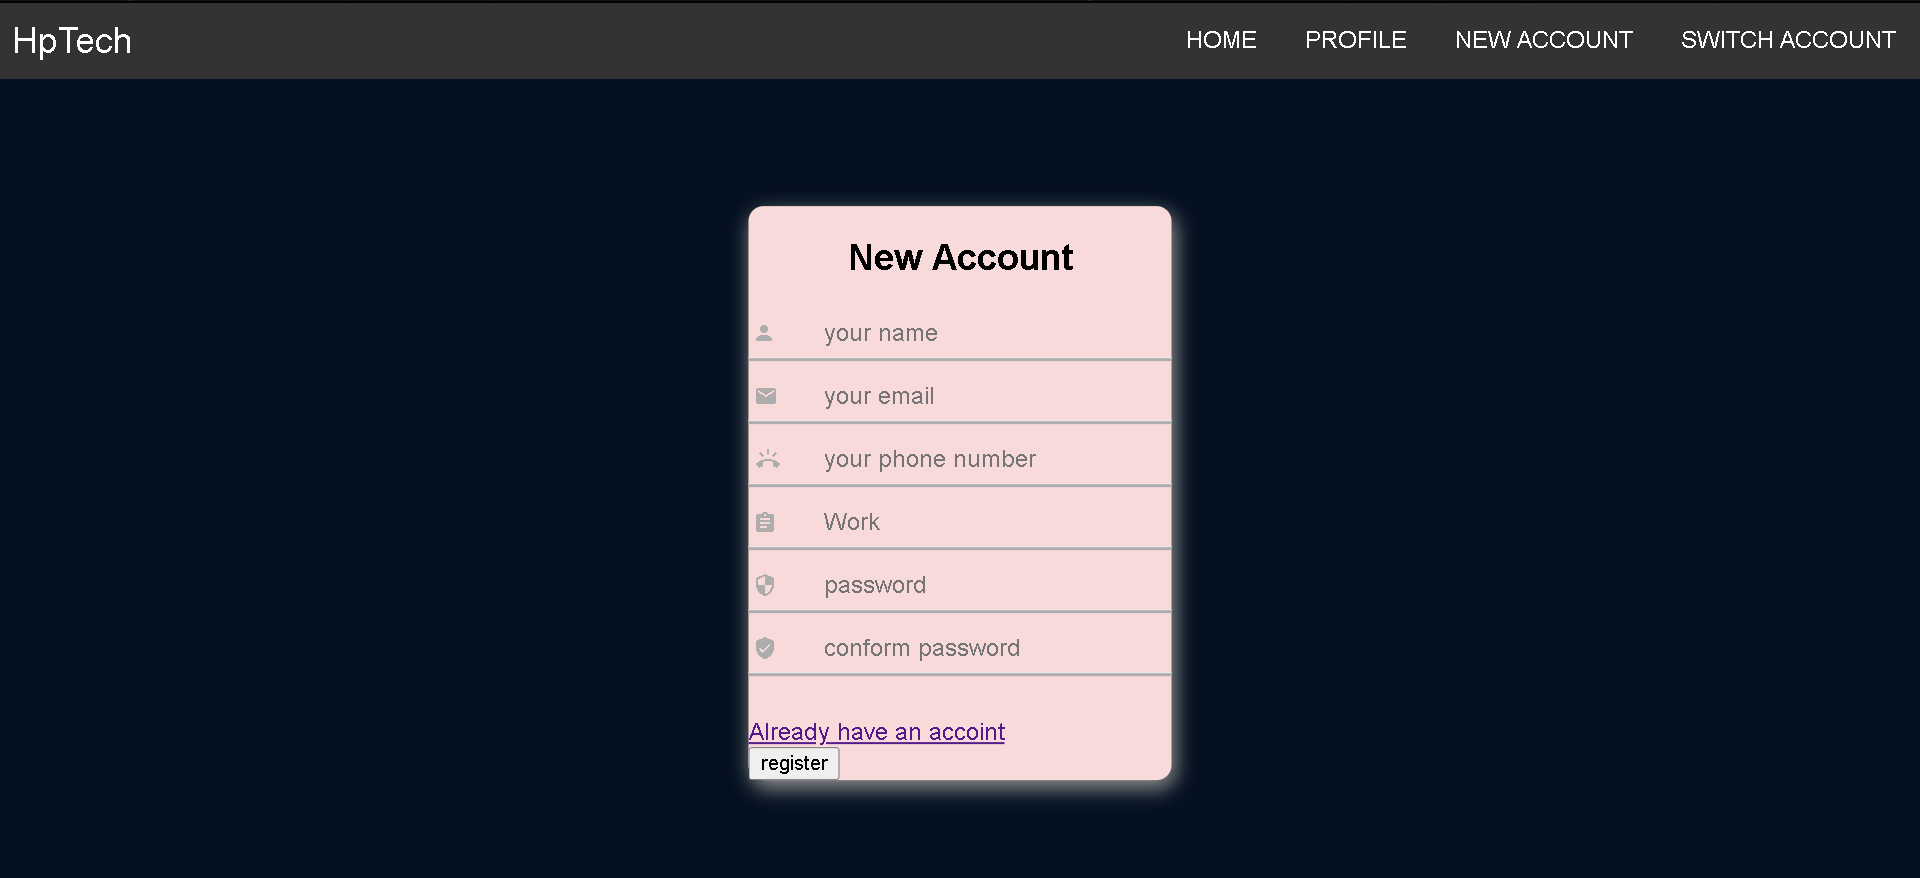 HpTech
HOME PROFILE NEW ACCOUNT SWITCH ACCOUNT
New Account
your name
your email
your phone number
Work
password
conform password
Already have an accoint
register